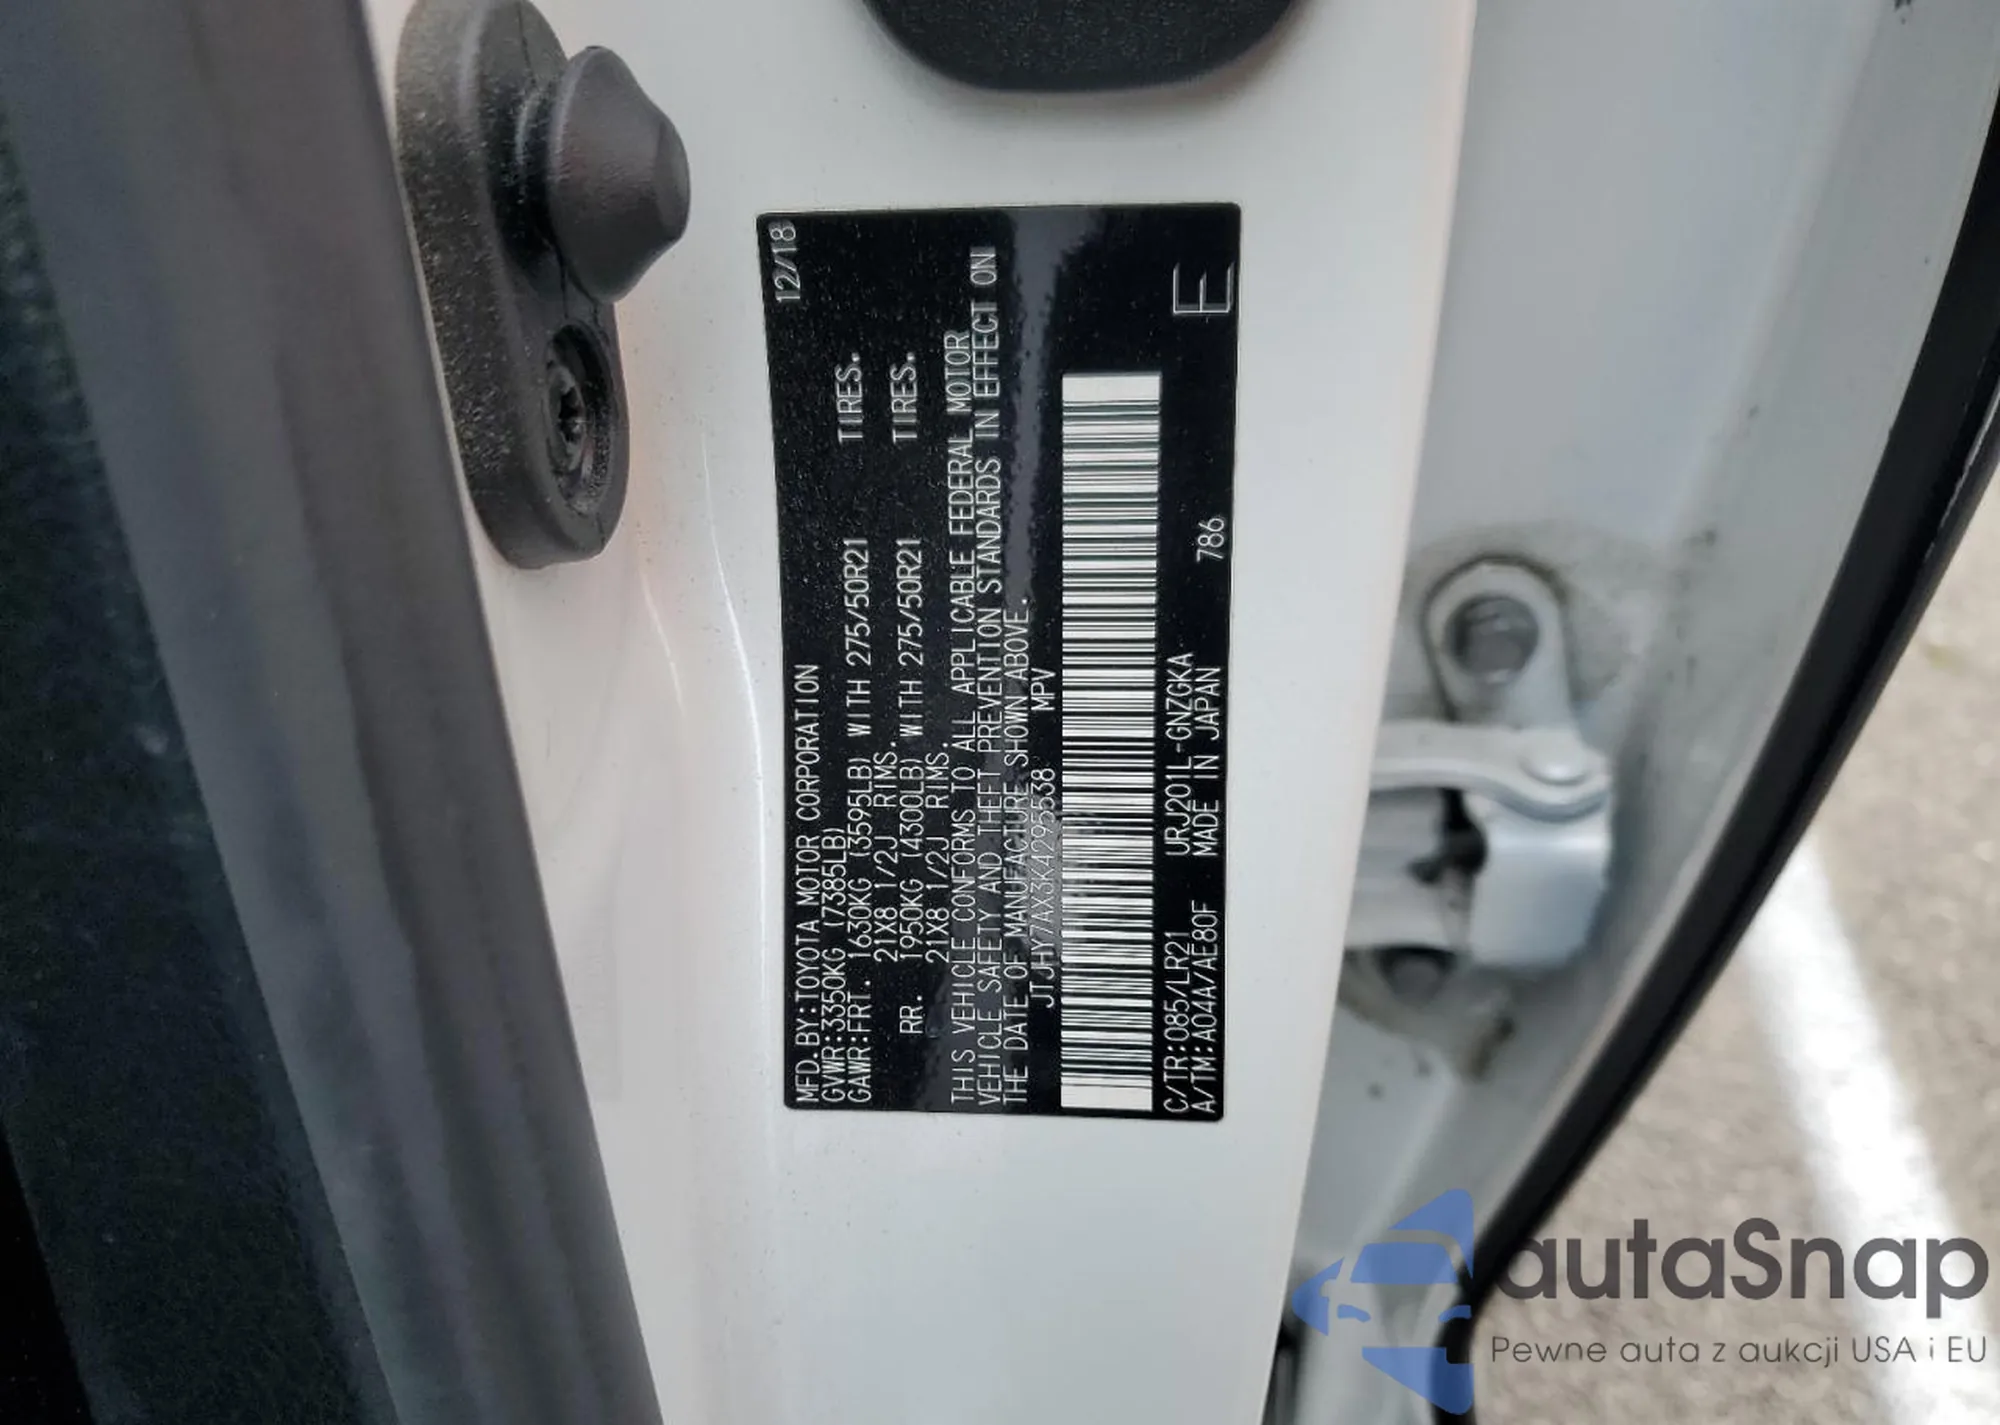 12/18
MFD.BY:TOYOTA MOTOR CORPORATION
GVWR:3350KG (7385LB)
GAWR:FRT. 1630KG (3595LB) WITH 275/50R21 TIRES.
21X8 1/2J RIMS.
RR. 1950KG (4300LB) WITH 275/50R21 TIRES.
21X8 1/2J RIMS.
THIS VEHICLE CONFORMS TO ALL APPLICABLE FEDERAL MOTOR
VEHICLE SAFETY AND THEFT PREVENTION STANDARDS IN EFFECT ON
THE DATE OF MANUFACTURE SHOWN ABOVE.
JTJHY7AX3K4295538 MPV
C/TR:085/LR21 URJ201L-GNZGKA
A/TM:A04A/AE80F MADE IN JAPAN 786 E
autaSnap
Pewne auta z aukcji USA i EU